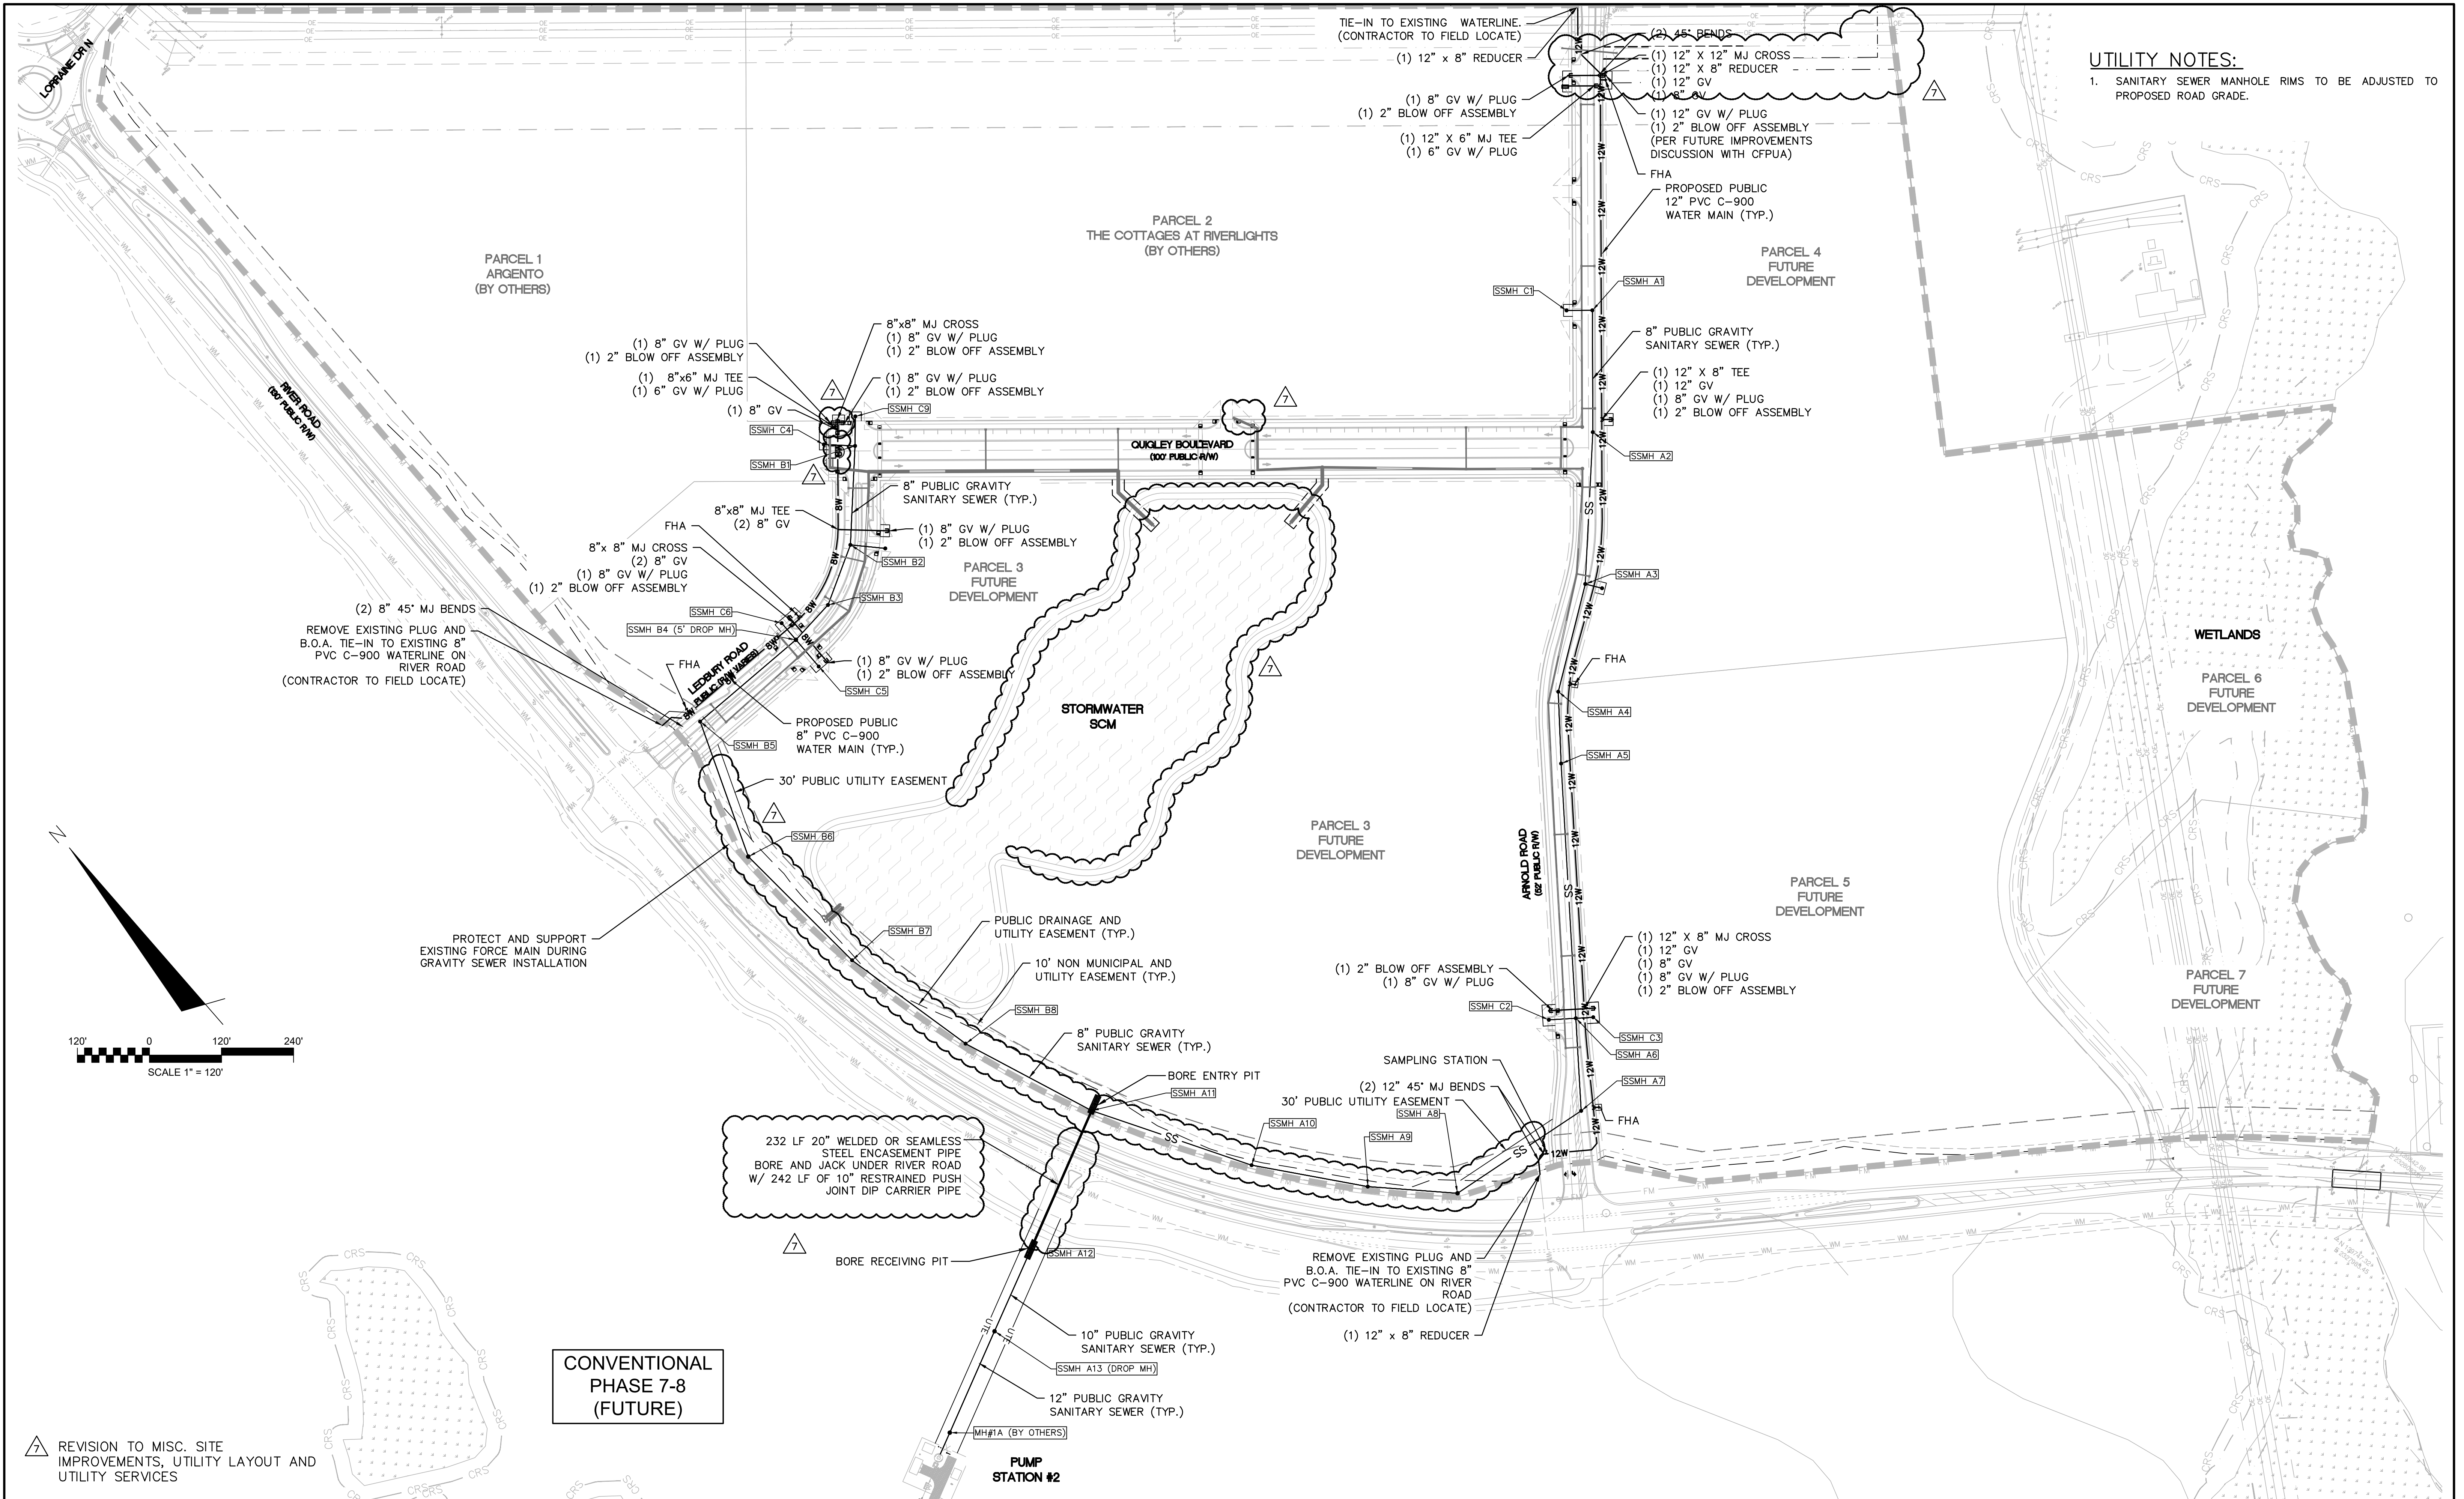 TIE-IN TO EXISTING WATERLINE.
(CONTRACTOR TO FIELD LOCATE)
(1) 12" x 8" REDUCER
(2) 45° BENDS
(1) 12" X 12" MJ CROSS
(1) 12" X 8" REDUCER
(1) 12" GV
(1) 8" GV
(1) 8" GV W/ PLUG
(1) 2" BLOW OFF ASSEMBLY
(1) 12" X 6" MJ TEE
(1) 6" GV W/ PLUG
(1) 12" GV W/ PLUG
(1) 2" BLOW OFF ASSEMBLY
(PER FUTURE IMPROVEMENTS
DISCUSSION WITH CFPUA)
FHA
PROPOSED PUBLIC
12" PVC C-900
WATER MAIN (TYP.)
7
UTILITY NOTES:
1. SANITARY SEWER MANHOLE RIMS TO BE ADJUSTED TO
PROPOSED ROAD GRADE.
LORRAINE DR N
RIVER ROAD
(100' PUBLIC R/W)
PARCEL 1
ARGENTO
(BY OTHERS)
PARCEL 2
THE COTTAGES AT RIVERLIGHTS
(BY OTHERS)
PARCEL 4
FUTURE
DEVELOPMENT
SSMH C1
SSMH A1
8" PUBLIC GRAVITY
SANITARY SEWER (TYP.)
(1) 12" X 8" TEE
(1) 12" GV
(1) 8" GV W/ PLUG
(1) 2" BLOW OFF ASSEMBLY
SSMH A2
(1) 8" GV W/ PLUG
(1) 2" BLOW OFF ASSEMBLY
(1) 8"x6" MJ TEE
(1) 6" GV W/ PLUG
(1) 8" GV
8"x8" MJ CROSS
(1) 8" GV W/ PLUG
(1) 2" BLOW OFF ASSEMBLY
(1) 8" GV W/ PLUG
(1) 2" BLOW OFF ASSEMBLY
7
7
7
SSMH C9
SSMH C4
SSMH B1
QUIGLEY BOULEVARD
(100' PUBLIC R/W)
8" PUBLIC GRAVITY
SANITARY SEWER (TYP.)
8"x8" MJ TEE
(2) 8" GV
(1) 8" GV W/ PLUG
(1) 2" BLOW OFF ASSEMBLY
FHA
8"x 8" MJ CROSS
(2) 8" GV
(1) 8" GV W/ PLUG
(1) 2" BLOW OFF ASSEMBLY
SSMH B2
PARCEL 3
FUTURE
DEVELOPMENT
SSMH B3
SSMH C6
SSMH B4 (5' DROP MH)
SSMH A3
(2) 8" 45° MJ BENDS
REMOVE EXISTING PLUG AND
B.O.A. TIE-IN TO EXISTING 8"
PVC C-900 WATERLINE ON
RIVER ROAD
(CONTRACTOR TO FIELD LOCATE)
FHA
LEDBURY ROAD
PUBLIC (R/W VARIES)
(1) 8" GV W/ PLUG
(1) 2" BLOW OFF ASSEMBLY
SSMH C5
PROPOSED PUBLIC
8" PVC C-900
WATER MAIN (TYP.)
SSMH B5
30' PUBLIC UTILITY EASEMENT
7
7
STORMWATER
SCM
FHA
SSMH A4
SSMH A5
WETLANDS
PARCEL 6
FUTURE
DEVELOPMENT
SSMH B6
PARCEL 3
FUTURE
DEVELOPMENT
ARNOLD ROAD
(52' PUBLIC R/W)
PARCEL 5
FUTURE
DEVELOPMENT
N
120' 0 120' 240'
SCALE 1" = 120'
PROTECT AND SUPPORT
EXISTING FORCE MAIN DURING
GRAVITY SEWER INSTALLATION
SSMH B7
PUBLIC DRAINAGE AND
UTILITY EASEMENT (TYP.)
10' NON MUNICIPAL AND
UTILITY EASEMENT (TYP.)
SSMH B8
8" PUBLIC GRAVITY
SANITARY SEWER (TYP.)
(1) 2" BLOW OFF ASSEMBLY
(1) 8" GV W/ PLUG
SSMH C2
(1) 12" X 8" MJ CROSS
(1) 12" GV
(1) 8" GV
(1) 8" GV W/ PLUG
(1) 2" BLOW OFF ASSEMBLY
SSMH C3
SSMH A6
SSMH A7
PARCEL 7
FUTURE
DEVELOPMENT
BORE ENTRY PIT
SSMH A11
SAMPLING STATION
(2) 12" 45° MJ BENDS
30' PUBLIC UTILITY EASEMENT
SSMH A8
SSMH A10
SSMH A9
FHA
232 LF 20" WELDED OR SEAMLESS
STEEL ENCASEMENT PIPE
BORE AND JACK UNDER RIVER ROAD
W/ 242 LF OF 10" RESTRAINED PUSH
JOINT DIP CARRIER PIPE
7
BORE RECEIVING PIT
SSMH A12
REMOVE EXISTING PLUG AND
B.O.A. TIE-IN TO EXISTING 8"
PVC C-900 WATERLINE ON RIVER
ROAD
(CONTRACTOR TO FIELD LOCATE)
(1) 12" x 8" REDUCER
10" PUBLIC GRAVITY
SANITARY SEWER (TYP.)
SSMH A13 (DROP MH)
12" PUBLIC GRAVITY
SANITARY SEWER (TYP.)
MH#1A (BY OTHERS)
PUMP
STATION #2
CONVENTIONAL
PHASE 7-8
(FUTURE)
7 REVISION TO MISC. SITE
IMPROVEMENTS, UTILITY LAYOUT AND
UTILITY SERVICES